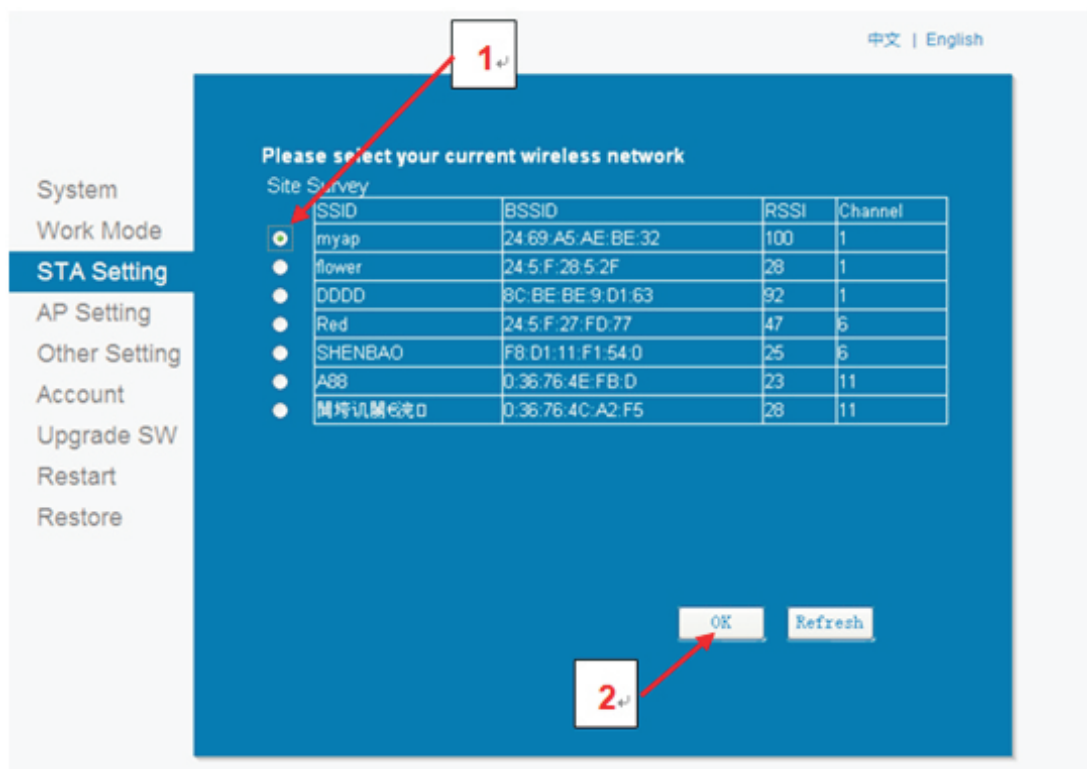 中文 | English
1
Please select your current wireless network
Site Survey
SSID BSSID RSSI Channel
myap 24:69:A5:AE:BE:32 100 1
flower 24:5:F:28:5:2F 28 1
DDDD 8C:BE:BE:9:D1:63 92 1
Red 24:5:F:27:FD:77 47 6
SHENBAO F8:D1:11:F1:54:0 25 6
A88 0:36:76:4E:FB:D 23 11
0:36:76:4C:A2:F5 28 11
System
Work Mode
STA Setting
AP Setting
Other Setting
Account
Upgrade SW
Restart
Restore
OK Refresh
2